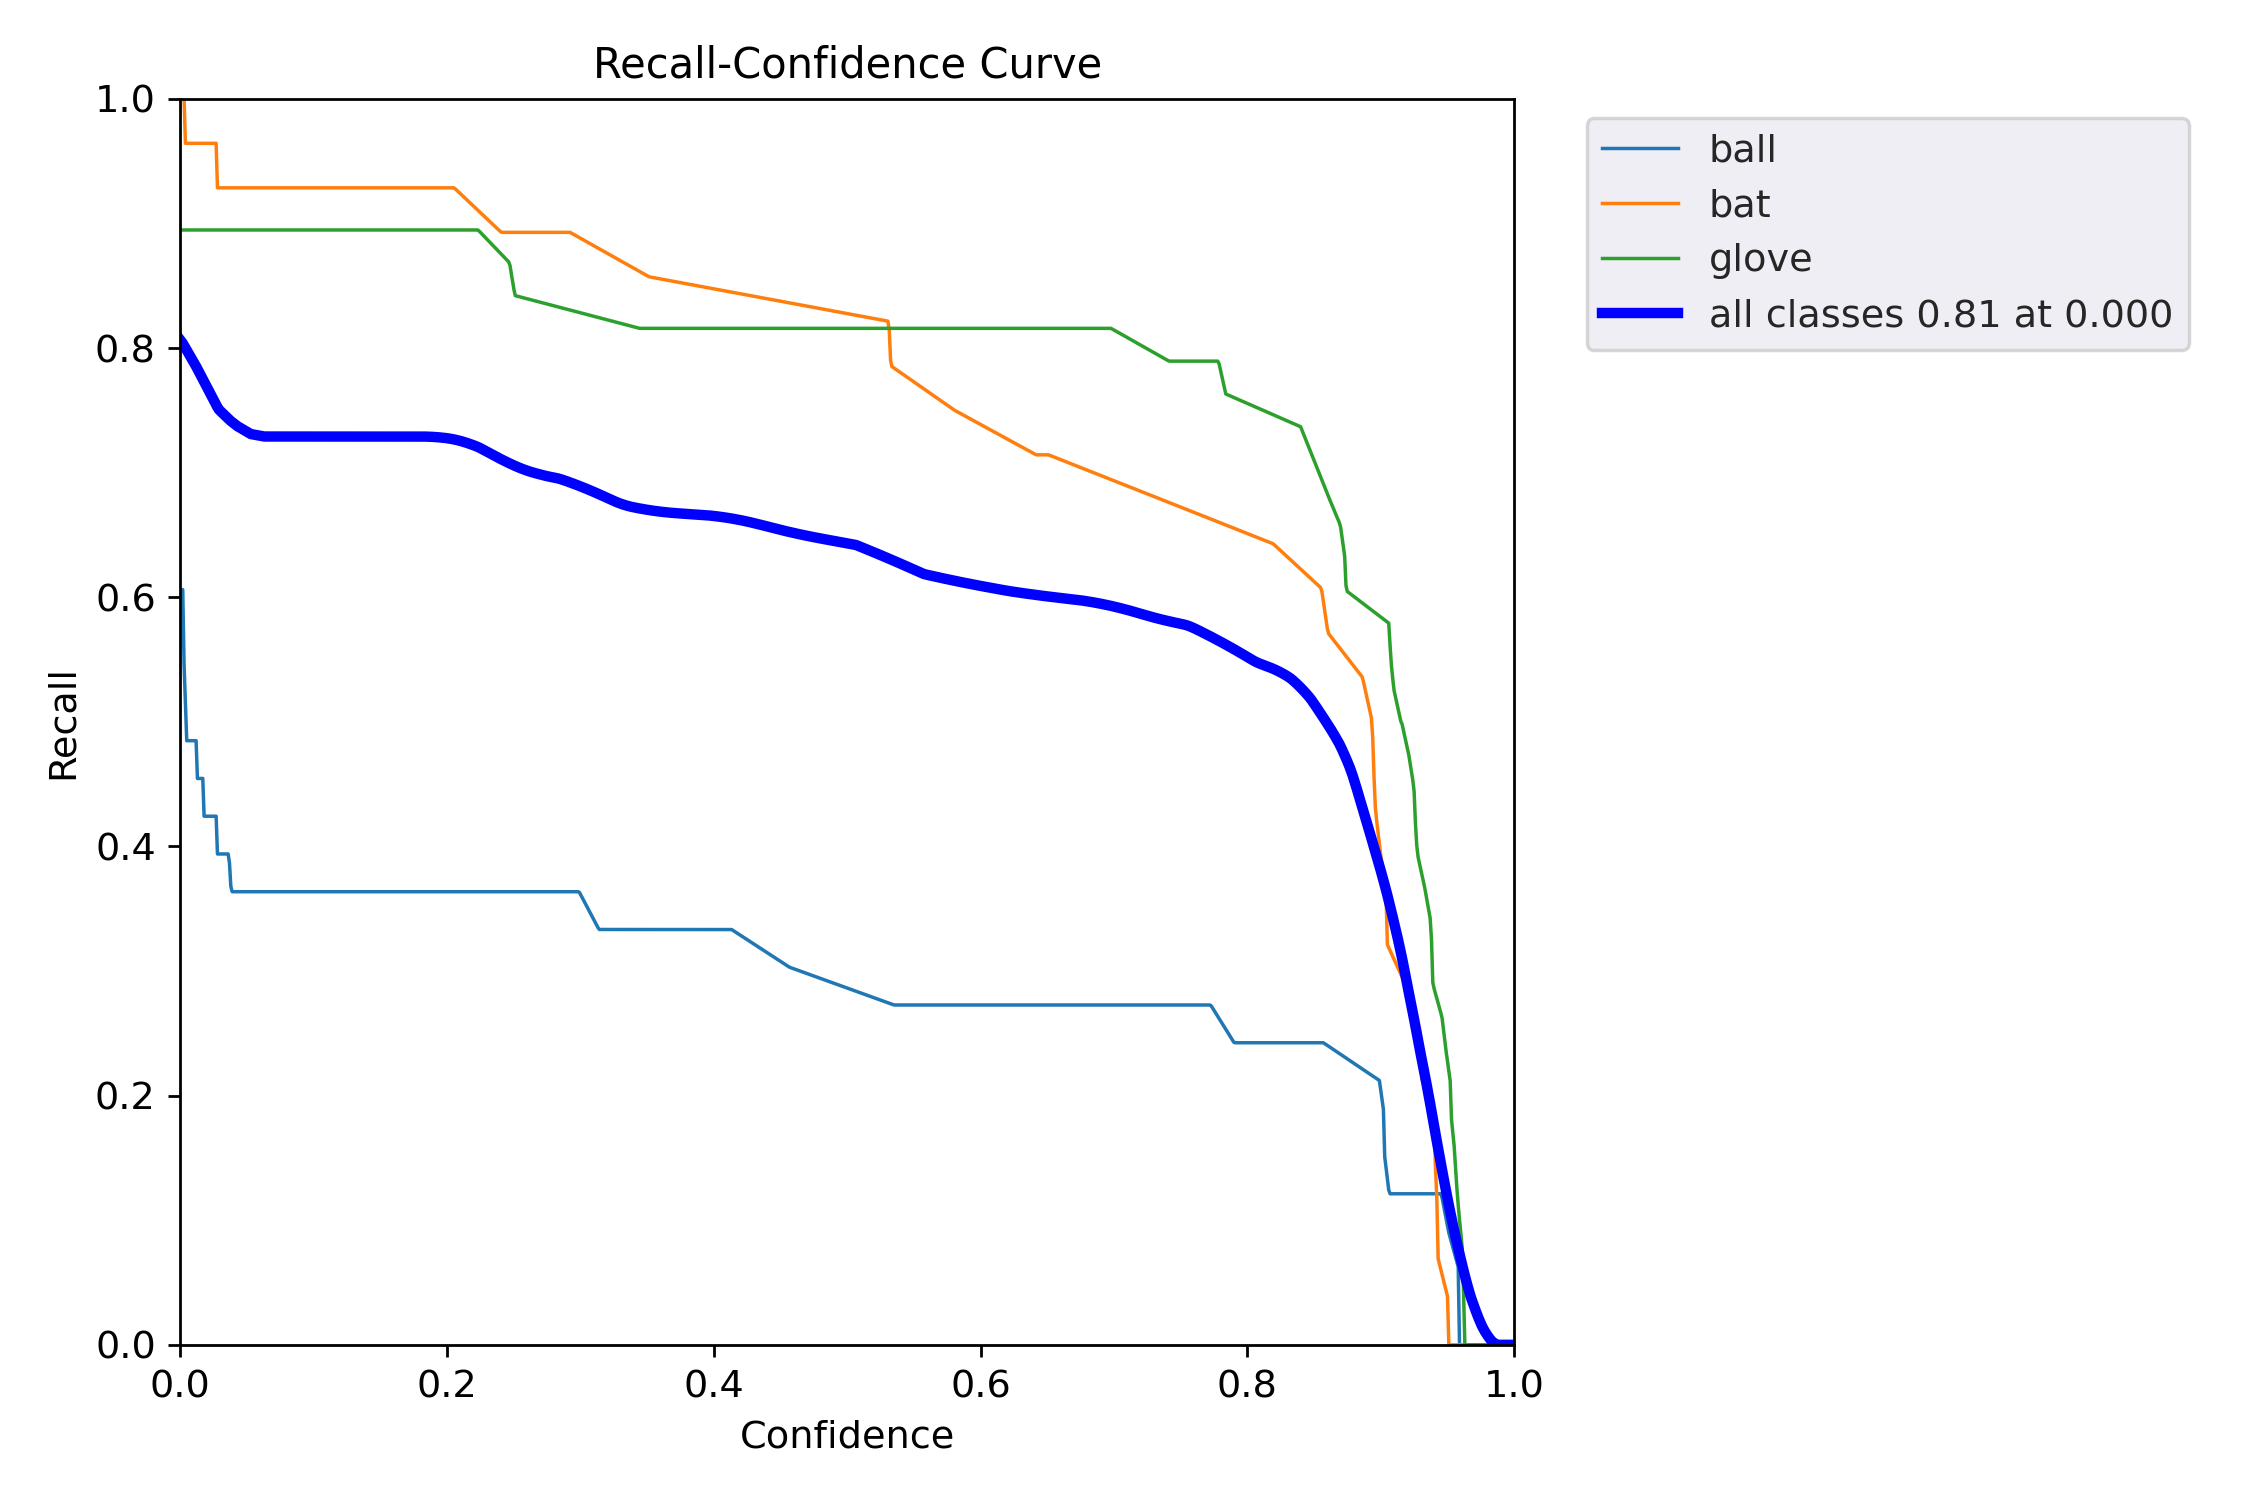 Recall-Confidence Curve
1.0
0.8
0.6
0.4
0.2
0.0
Recall
0.0 0.2 0.4 0.6 0.8 1.0
Confidence
ball
bat
glove
all classes 0.81 at 0.000